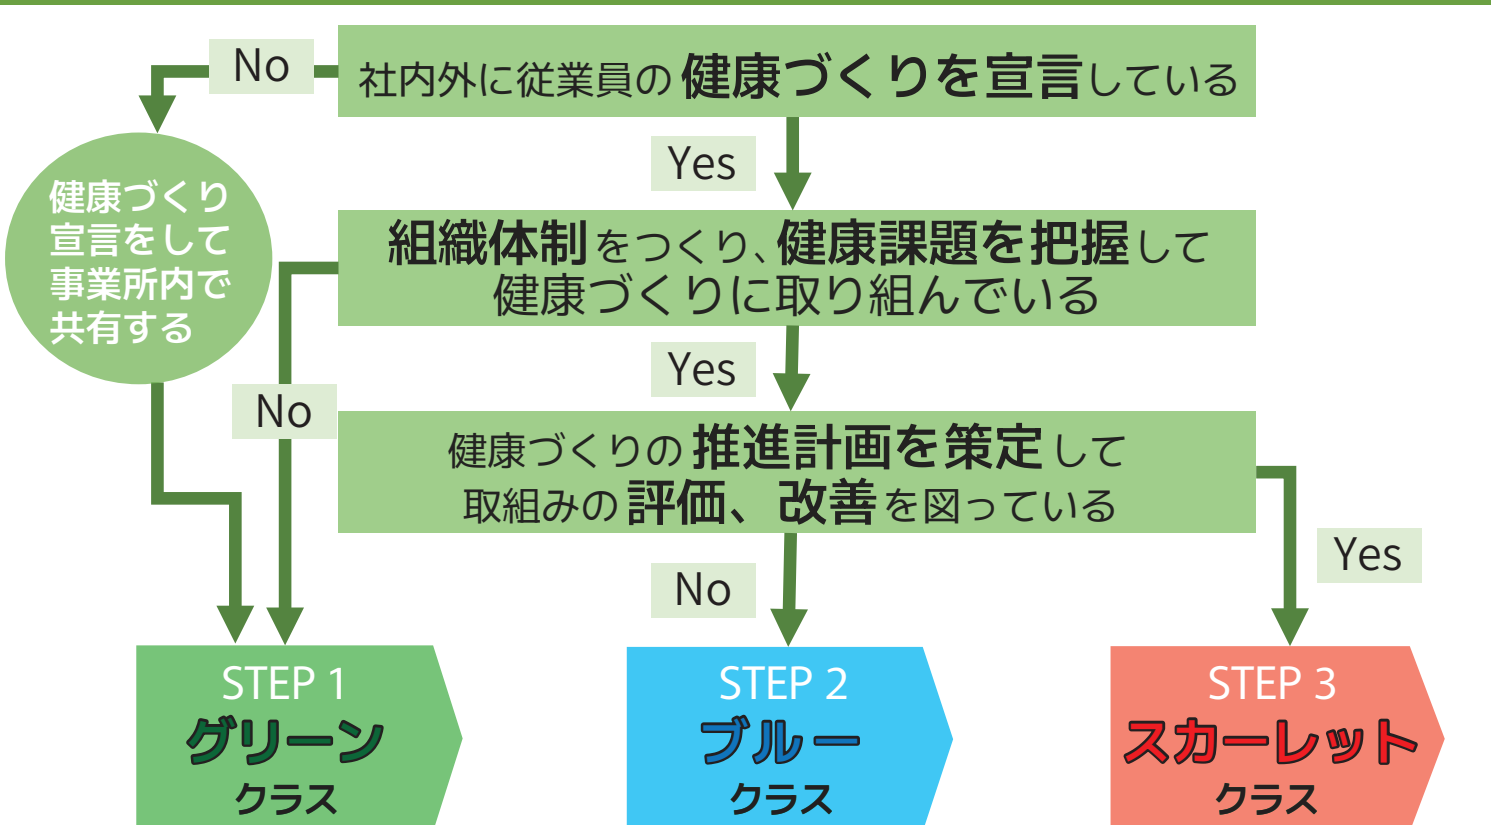 No
社内外に従業員の健康づくりを宣言している
Yes
健康づくり
宣言をして
事業所内で
共有する
組織体制をつくり、健康課題を把握して
健康づくりに取り組んでいる
Yes
No
健康づくりの推進計画を策定して
取組みの評価、改善を図っている
Yes
No
STEP 1
グリーン
クラス
STEP 2
ブルー
クラス
STEP 3
スカーレット
クラス